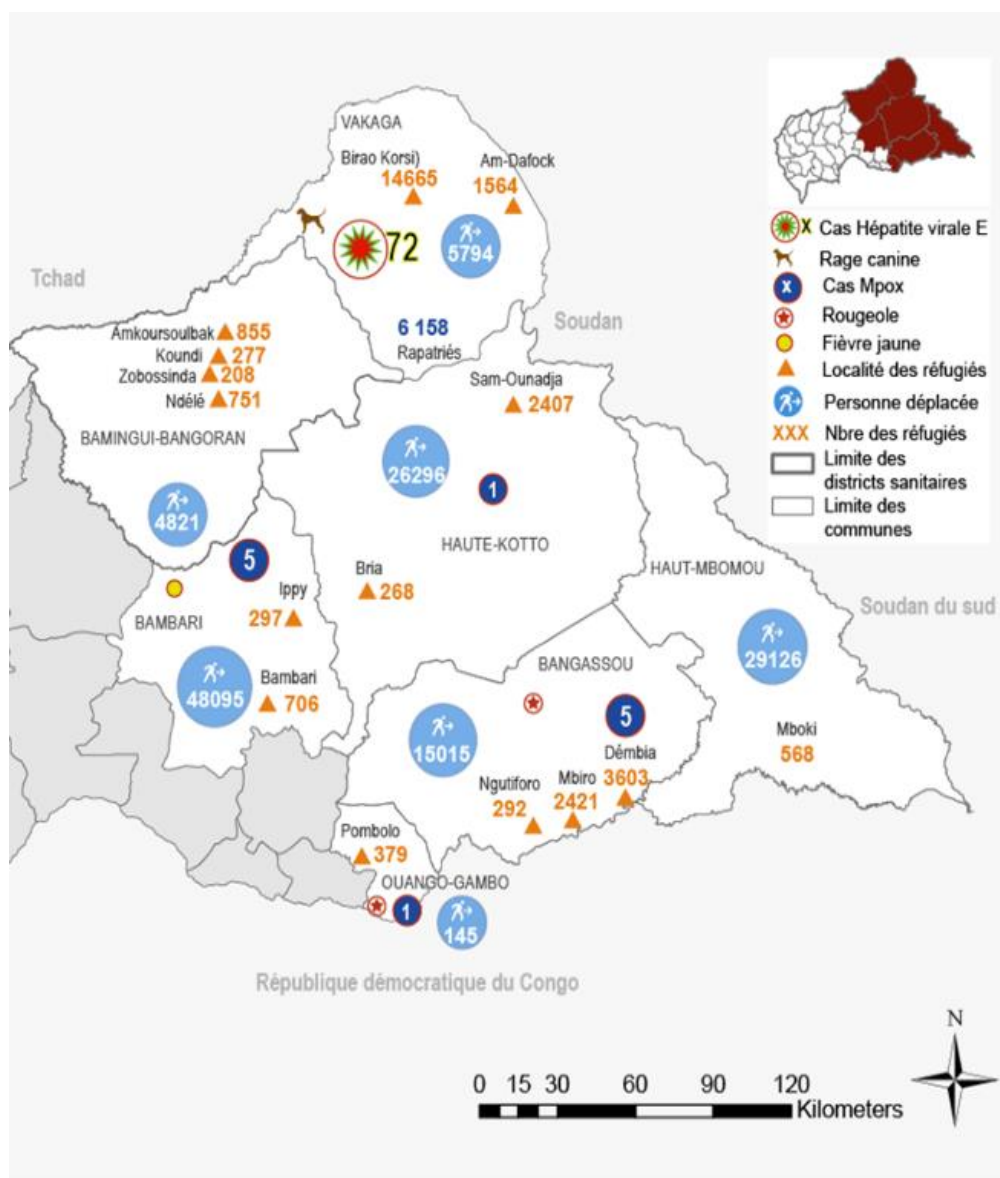 VAKAGA
Birao Korsi)
14665
Am-Dafock
1564
72
5794
Tchad
6 158
Rapatriés
Soudan
Amkoursoulbak 855
Koundi 277
Zobossinda 208
Ndélé 751
BAMINGUI-BANGORAN
4821
Sam-Ounadja
2407
26296
1
HAUTE-KOTTO
5
Ippy
297
BAMBARI
Bria
268
HAUT-MBOMOU
Soudan du sud
29126
48095
Bambari
706
BANGASSOU
5
15015
Dêmbia
3603
Mbiro
2421
Ngutiforo
292
Mboki
568
Pombolo
379
OUANGO-GAMBO
1
145
République démocratique du Congo
X Cas Hépatite virale E
Rage canine
X Cas Mpox
Rougeole
Fièvre jaune
Localité des réfugiés
Personne déplacée
XXX Nbre des réfugiés
Limite des
districts sanitaires
Limite des
communes
N
0 15 30 60 90 120
Kilometers